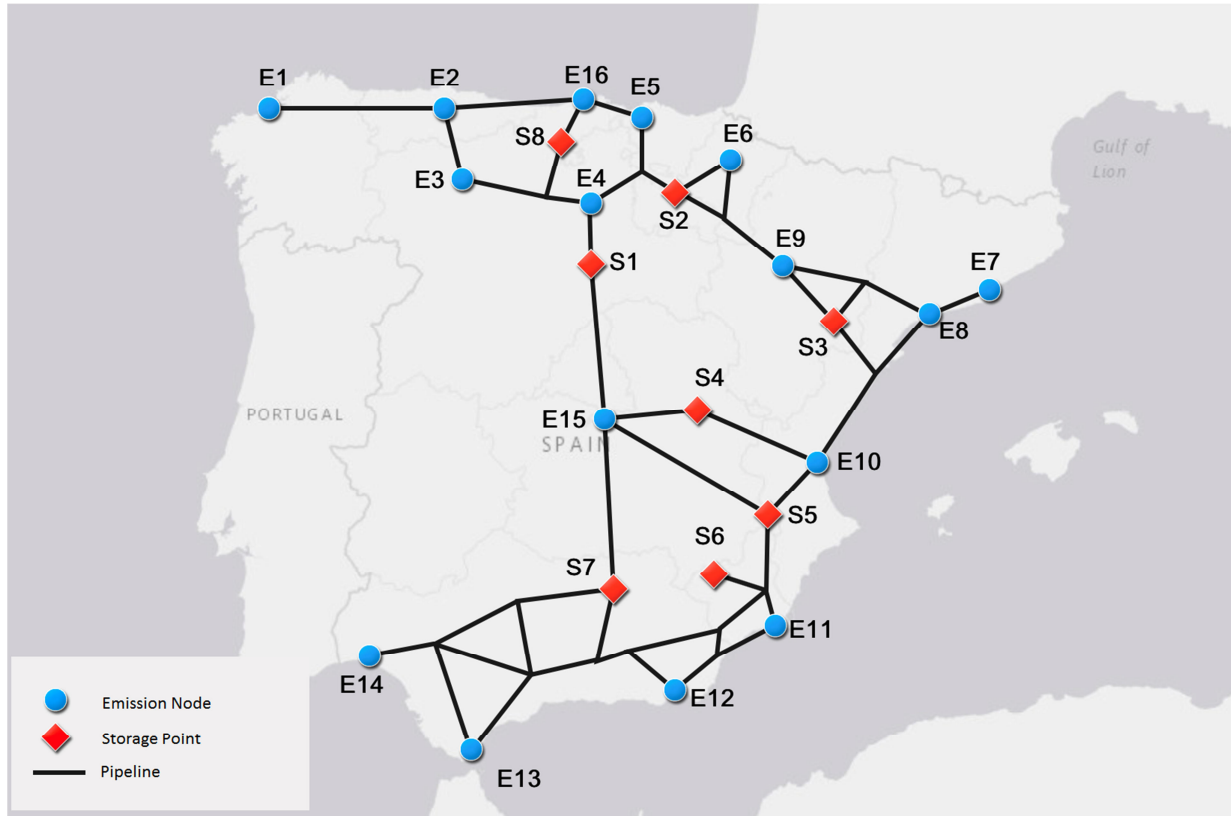 E1
E2
E16
E5
S8
E6
E3
E4
S2
Gulf of
Lion
E9
S1
E7
S3
E8
S4
PORTUGAL
E15
SPAIN
E10
S5
S6
S7
E11
E14
E12
E13
Emission Node
Storage Point
Pipeline